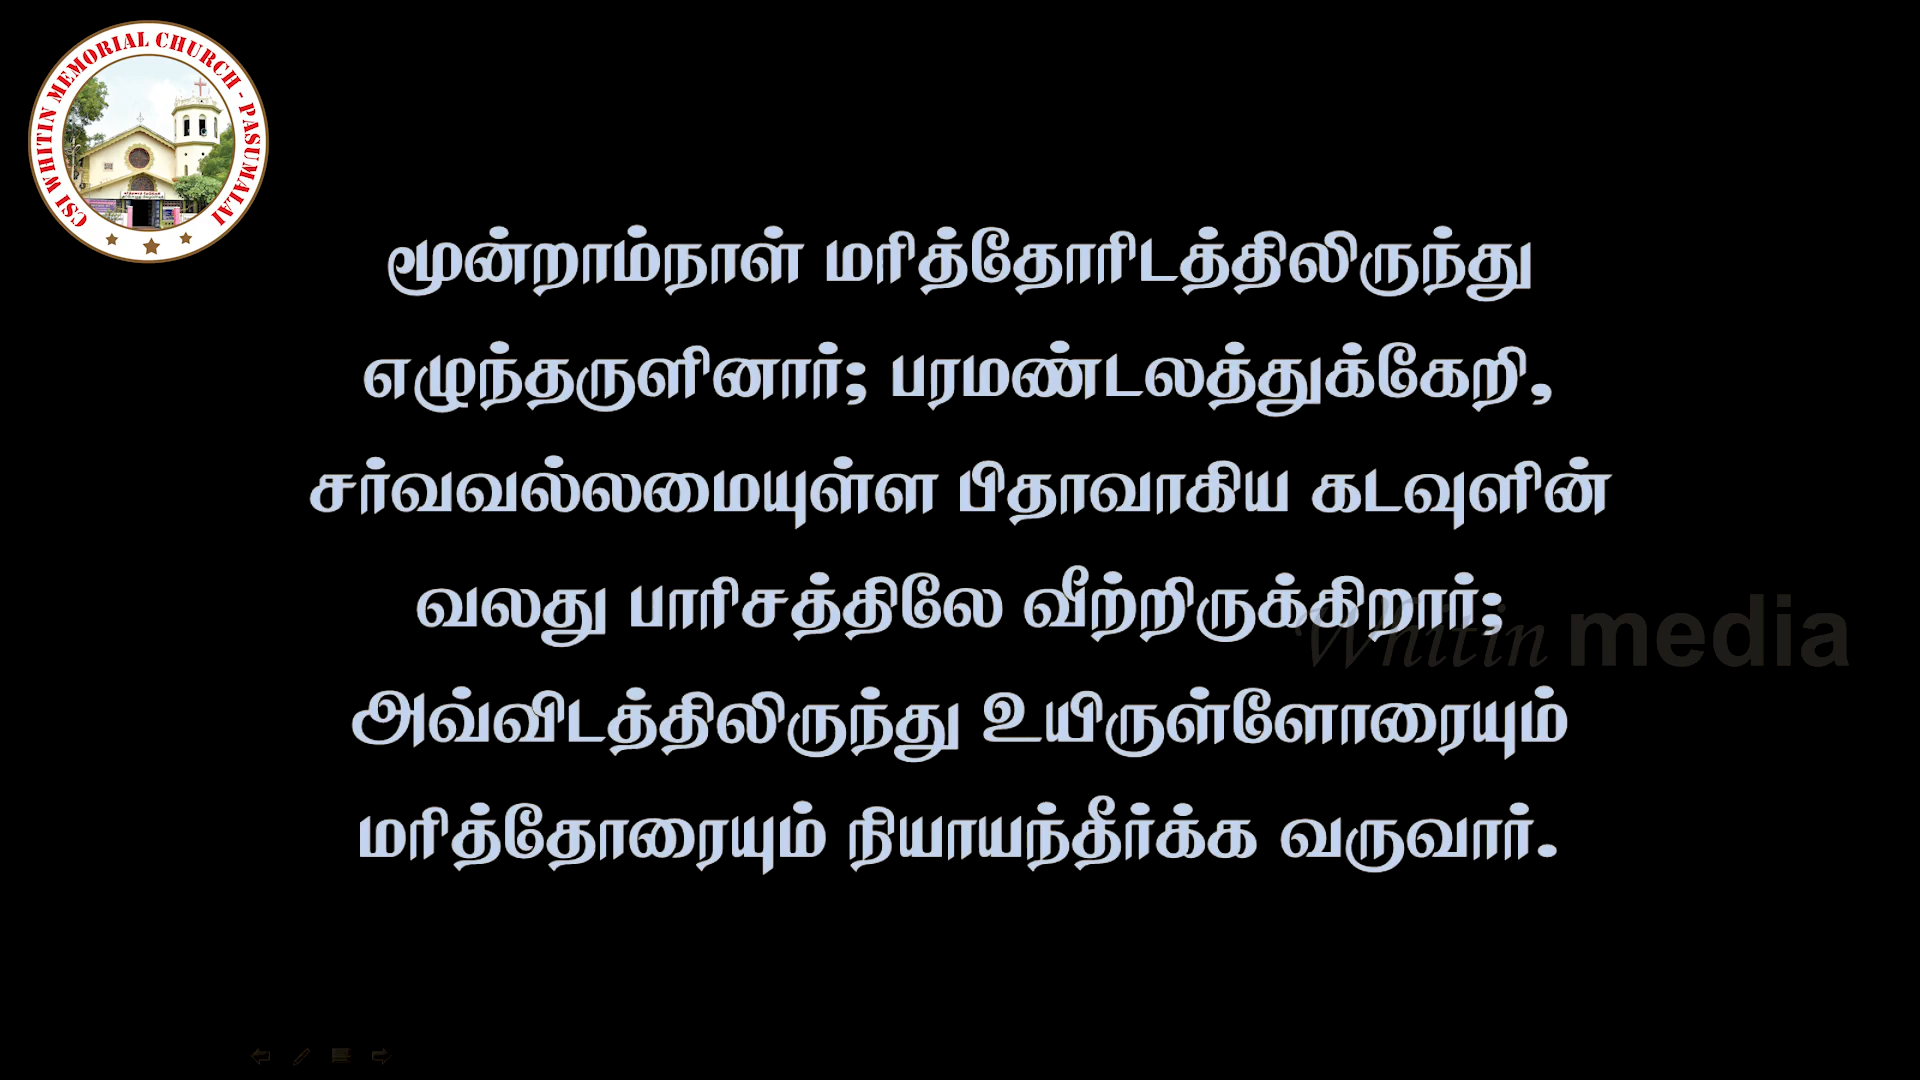 CSI WHITIN MEMORIAL CHURCH - PASUMALAI
மூன்றாம்நாள் மரித்தோரிடத்திலிருந்து
எழுந்தருளினார்; பரமண்டலத்துக்கேறி,
சர்வவல்லமையுள்ள பிதாவாகிய கடவுளின்
வலது பாரிசத்திலே வீற்றிருக்கிறார்;
Whitin media
அவ்விடத்திலிருந்து உயிருள்ளோரையும்
மரித்தோரையும் நியாயந்தீர்க்க வருவார்.